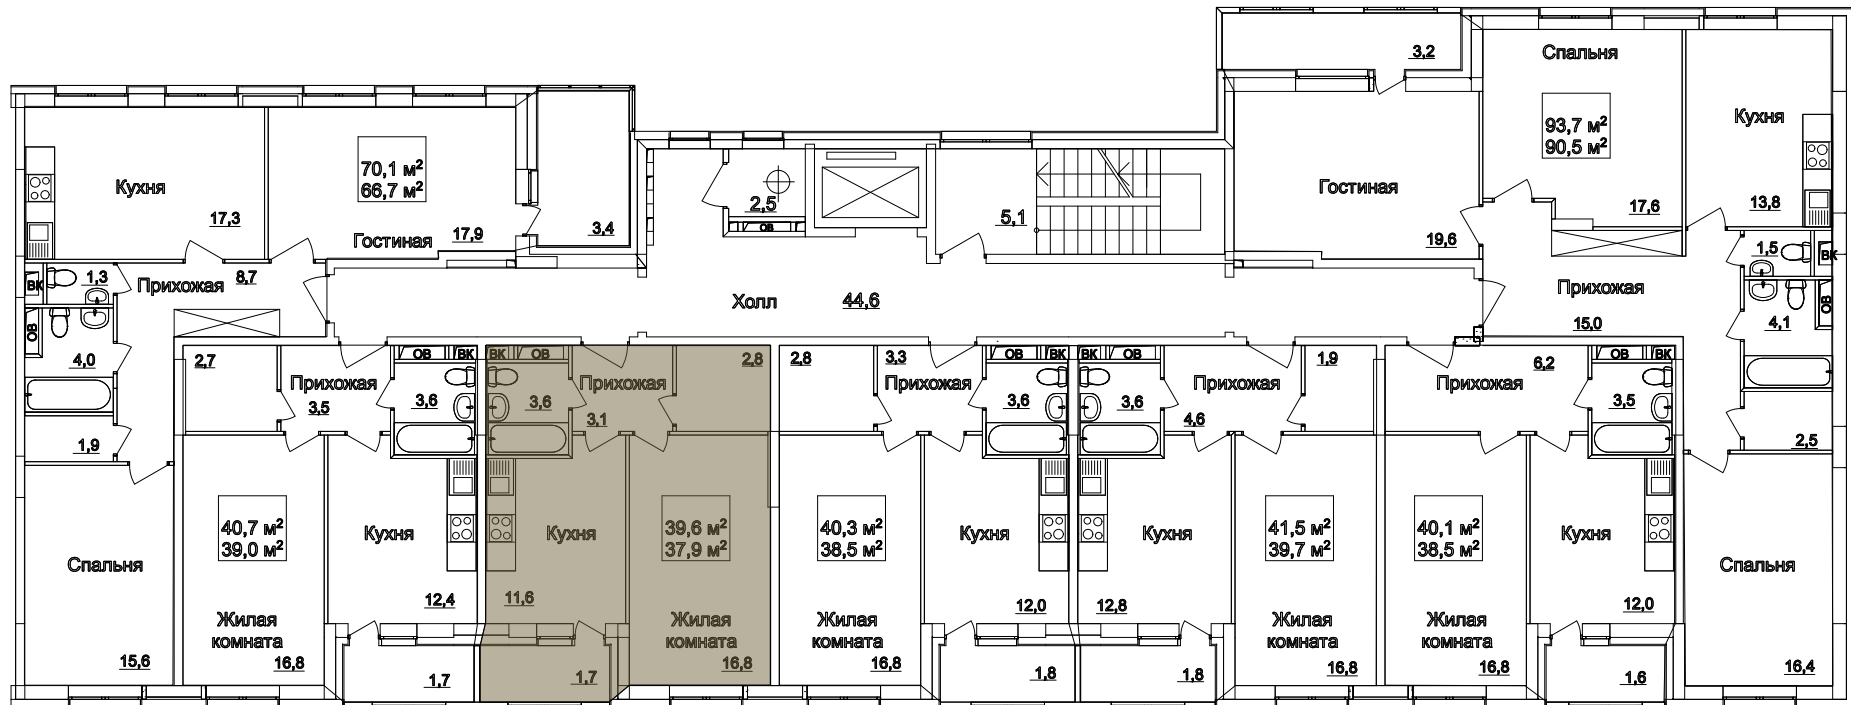 3,2
Спальня
93,7 м²
90,5 м²
17,6
Кухня
13,8
Кухня
17,3
70,1 м²
66,7 м²
Гостиная
17,9
3,4
2,5
ОВ
5,1
Гостиная
19,6
ВК
1,3
Прихожая
8,7
Холл
44,6
Прихожая
15,0
1,5
ВК
ОВ
4,0
4,1
ОВ
1,9
2,5
Спальня
15,6
Спальня
16,4
2,7
Прихожая
3,5
ОВ
ВК
3,6
40,7 м²
39,0 м²
Жилая
комната
16,8
Кухня
12,4
1,7
ВК
ОВ
3,6
Прихожая
3,1
2,8
Кухня
11,6
39,6 м²
37,9 м²
Жилая
комната
16,8
1,7
2,8
3,3
Прихожая
ОВ
ВК
3,6
40,3 м²
38,5 м²
Жилая
комната
16,8
Кухня
12,0
1,8
ВК
ОВ
3,6
Прихожая
4,6
1,9
Кухня
12,8
41,5 м²
39,7 м²
Жилая
комната
16,8
1,8
Прихожая
6,2
ОВ
ВК
3,5
40,1 м²
38,5 м²
Жилая
комната
16,8
Кухня
12,0
1,6